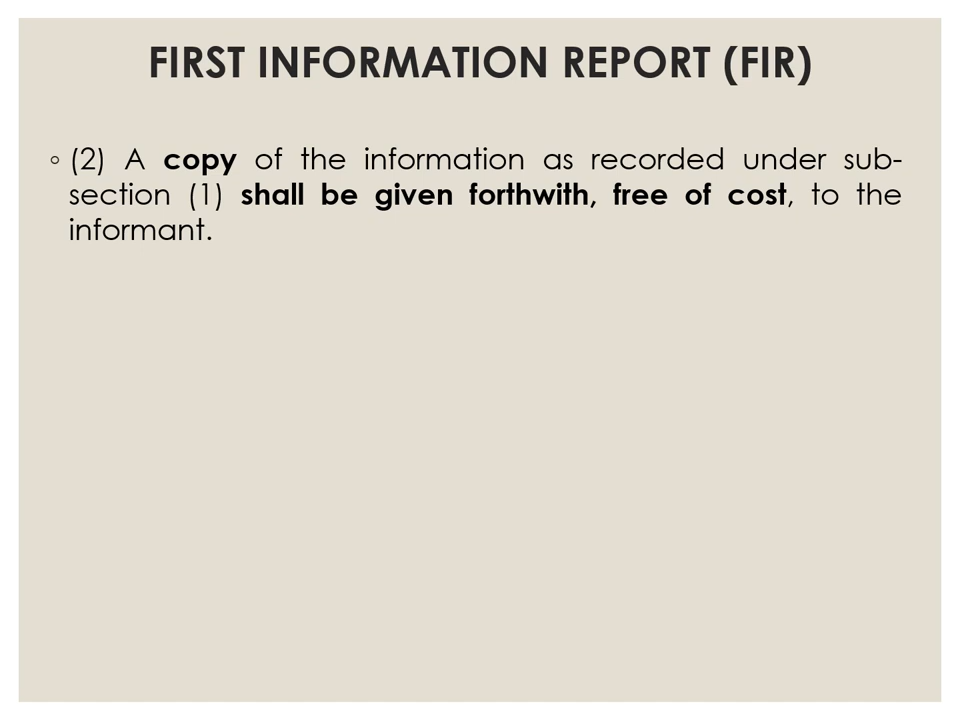 FIRST INFORMATION REPORT (FIR)
◦ (2) A copy of the information as recorded under sub-
section (1) shall be given forthwith, free of cost, to the
informant.